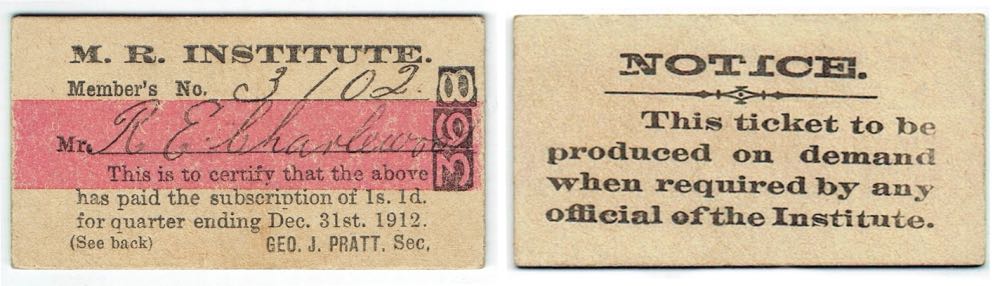 M. R. INSTITUTE.
Member's No. 3102.
Mr. R E
This is to certify that the above
has paid the subscription of 1s. 1d.
for quarter ending Dec. 31st. 1912.
(See back) GEO. J. PRATT. Sec,
NOTICE.
This ticket to be
produced on demand
when required by any
official of the Institute.